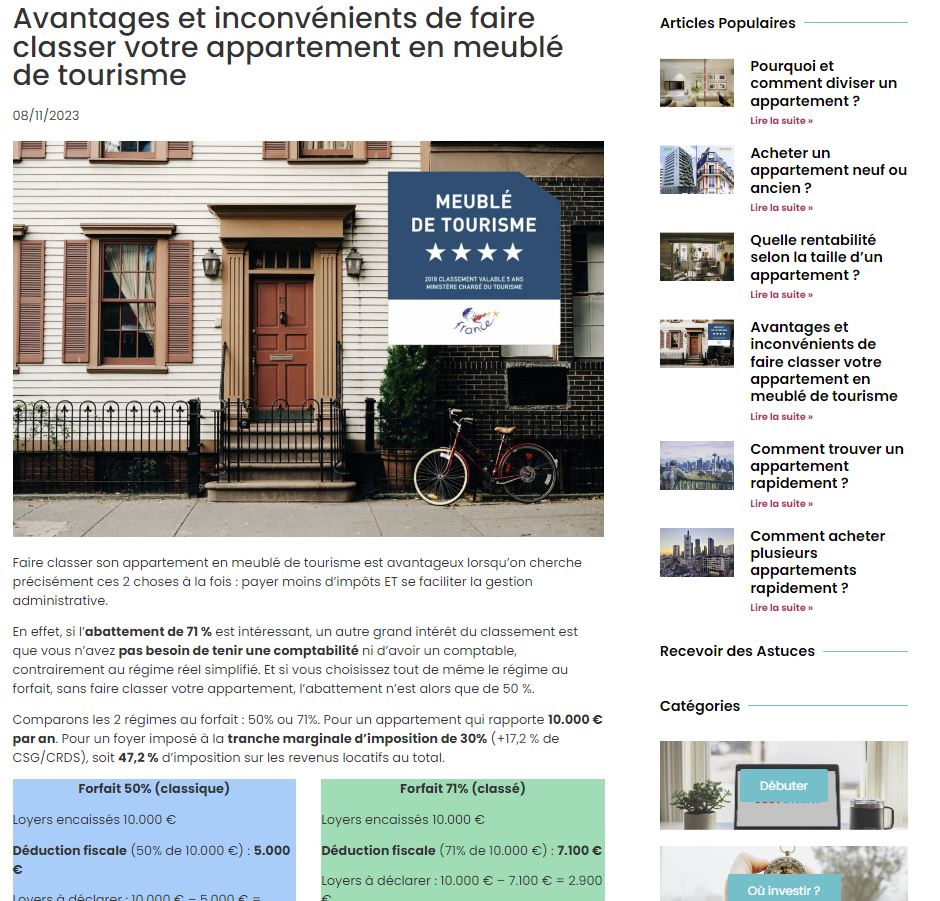 Avantages et inconvénients de faire
classer votre appartement en meublé
de tourisme
08/11/2023
MEUBLÉ
DE TOURISME
2018 CLASSEMENT VALABLE 5 ANS
MINISTÈRE CHARGÉ DU TOURISME
france
Faire classer son appartement en meublé de tourisme est avantageux lorsqu’on cherche
précisément ces 2 choses à la fois : payer moins d’impôts ET se faciliter la gestion
administrative.
En effet, si l’abattement de 71 % est intéressant, un autre grand intérêt du classement est
que vous n’avez pas besoin de tenir une comptabilité ni d’avoir un comptable,
contrairement au régime réel simplifié. Et si vous choisissez tout de même le régime au
forfait, sans faire classer votre appartement, l’abattement n’est alors que de 50 %.
Comparons les 2 régimes au forfait : 50% ou 71%. Pour un appartement qui rapporte 10.000 €
par an. Pour un foyer imposé à la tranche marginale d’imposition de 30% (+17,2 % de
CSG/CRDS), soit 47,2 % d’imposition sur les revenus locatifs au total.
Forfait 50% (classique)
Loyers encaissés 10.000 €
Déduction fiscale (50% de 10.000 €) : 5.000
€
Loyers à déclarer : 10.000 € – 5.000 € =
Forfait 71% (classé)
Loyers encaissés 10.000 €
Déduction fiscale (71% de 10.000 €) : 7.100 €
Loyers à déclarer : 10.000 € – 7.100 € = 2.900
€
Articles Populaires
Pourquoi et
comment diviser un
appartement ?
Lire la suite »
Acheter un
appartement neuf ou
ancien ?
Lire la suite »
Quelle rentabilité
selon la taille d’un
appartement ?
Lire la suite »
Avantages et
inconvénients de
faire classer votre
appartement en
meublé de tourisme
Lire la suite »
Comment trouver un
appartement
rapidement ?
Lire la suite »
Comment acheter
plusieurs
appartements
rapidement ?
Lire la suite »
Recevoir des Astuces
Catégories
Débuter
Où investir ?